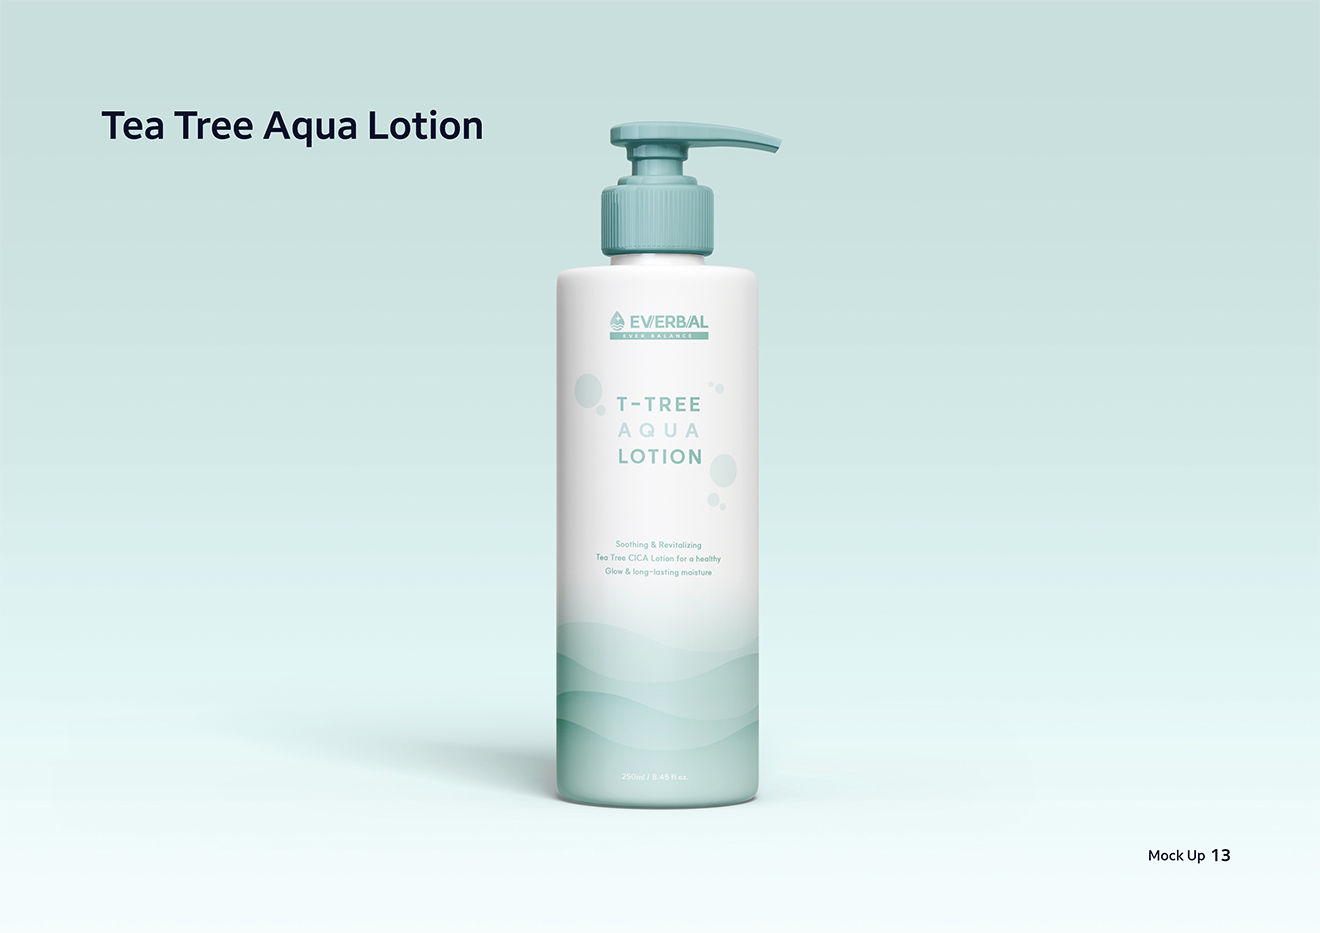 Tea Tree Aqua Lotion
EVERBAL
EVER BALANCE
T-TREE
AQUA
LOTION
Soothing & Revitalizing
Tea Tree CICA Lotion for a healthy
Glow & long-lasting moisture
250ml / 8.45 fl oz.
Mock Up 13